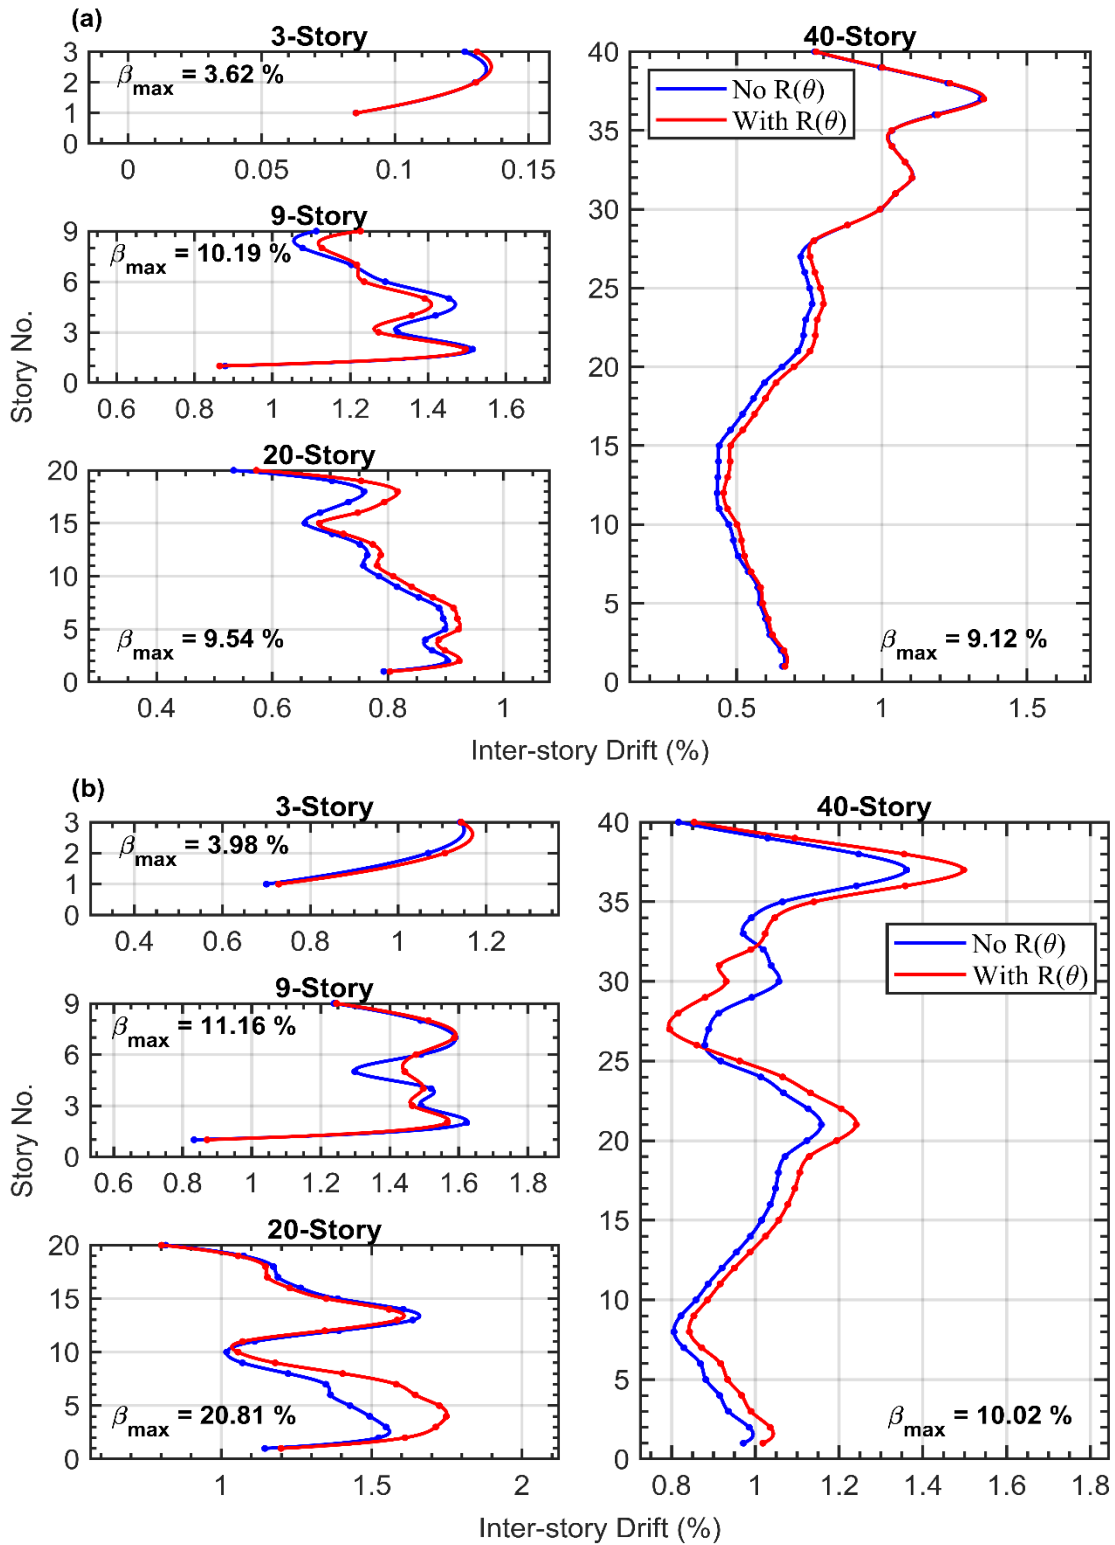 (a)
3-Story
3
2
1
0
βmax = 3.62 %
0 0.05 0.1 0.15
9-Story
9
6
3
0
βmax = 10.19 %
0.6 0.8 1 1.2 1.4 1.6
20-Story
20
15
10
5
0
βmax = 9.54 %
0.4 0.6 0.8 1
40-Story
40
35
30
25
20
15
10
5
0
No R(θ)
With R(θ)
βmax = 9.12 %
0.5 1 1.5
Story No.
Inter-story Drift (%)
(b)
3-Story
3
2
1
0
βmax = 3.98 %
0.4 0.6 0.8 1 1.2
9-Story
9
6
3
0
βmax = 11.16 %
0.6 0.8 1 1.2 1.4 1.6 1.8
20-Story
20
15
10
5
0
βmax = 20.81 %
1 1.5 2
40-Story
40
35
30
25
20
15
10
5
0
No R(θ)
With R(θ)
βmax = 10.02 %
0.8 1 1.2 1.4 1.6 1.8
Story No.
Inter-story Drift (%)